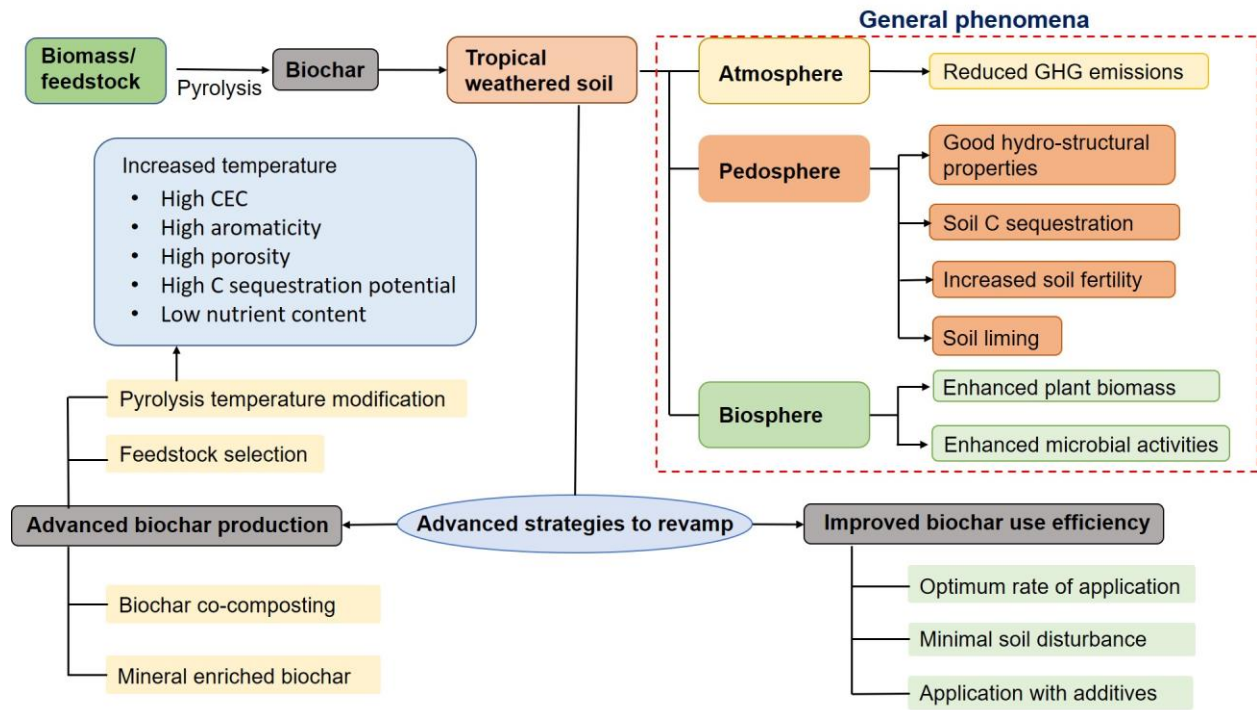 General phenomena
Biomass/
feedstock
Pyrolysis
Biochar
Tropical
weathered soil
Atmosphere
Reduced GHG emissions
Pedosphere
Good hydro-structural
properties
Soil C sequestration
Increased soil fertility
Soil liming
Biosphere
Enhanced plant biomass
Enhanced microbial activities
Increased temperature
• High CEC
• High aromaticity
• High porosity
• High C sequestration potential
• Low nutrient content
Pyrolysis temperature modification
Feedstock selection
Advanced biochar production
Biochar co-composting
Mineral enriched biochar
Advanced strategies to revamp
Improved biochar use efficiency
Optimum rate of application
Minimal soil disturbance
Application with additives